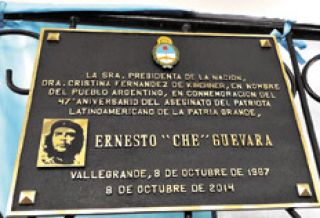 LA SRA. PRESIDENTA DE LA NACION,
DRA. CRISTINA FERNANDEZ DE KIRCHNER, EN NOMBRE
DEL PUEBLO ARGENTINO, EN CONMEMORACION DEL
47° ANIVERSARIO DEL ASESINATO DEL PATRIOTA
LATINOAMERICANO DE LA PATRIA GRANDE,
ERNESTO "CHE" GUEVARA
VALLEGRANDE, 8 DE OCTUBRE DE 1967
8 DE OCTUBRE DE 2014